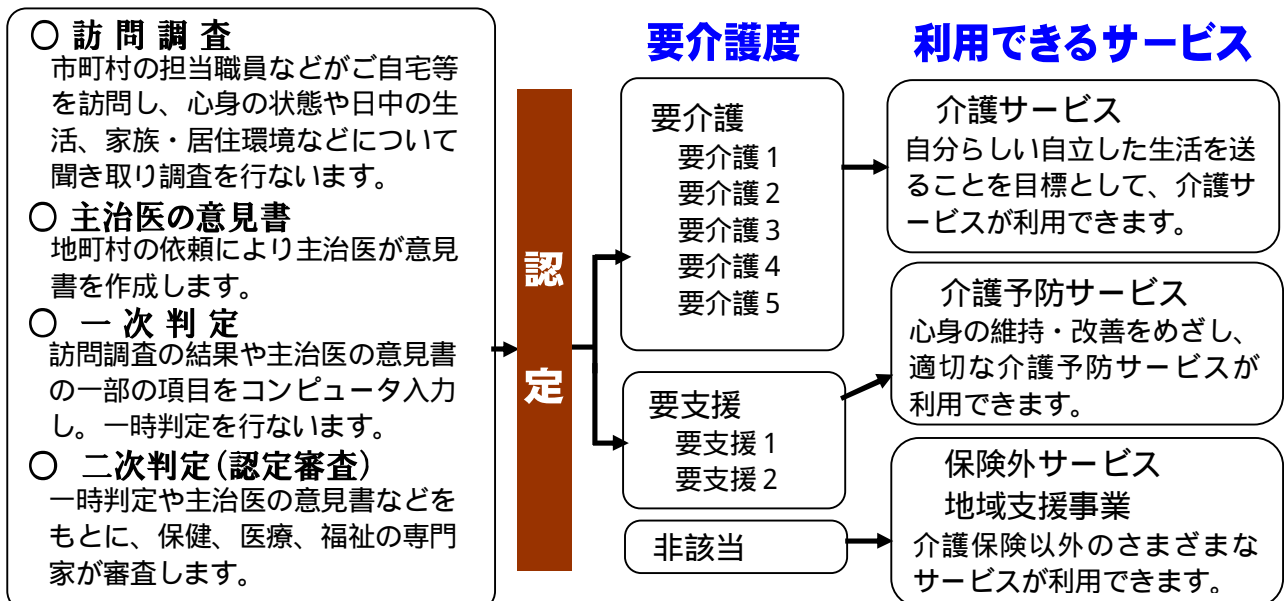 〇 訪 問 調 査
市町村の担当職員などがご自宅等
を訪問し、心身の状態や日中の生
活、家族・居住環境などについて
聞き取り調査を行ないます。
〇 主治医の意見書
地町村の依頼により主治医が意見
書を作成します。
〇 一 次 判 定
訪問調査の結果や主治医の意見書
の一部の項目をコンピュータ入力
し。一時判定を行ないます。
〇 二次判定(認定審査)
一時判定や主治医の意見書などを
もとに、保健、医療、福祉の専門
家が審査します。
認
定
要介護度
要介護
要介護1
要介護2
要介護3
要介護4
要介護5
要支援
要支援1
要支援2
非該当
利用できるサービス
介護サービス
自分らしい自立した生活を送
ることを目標として、介護サ
ービスが利用できます。
介護予防サービス
心身の維持・改善をめざし、
適切な介護予防サービスが
利用できます。
保険外サービス
地域支援事業
介護保険以外のさまざまな
サービスが利用できます。